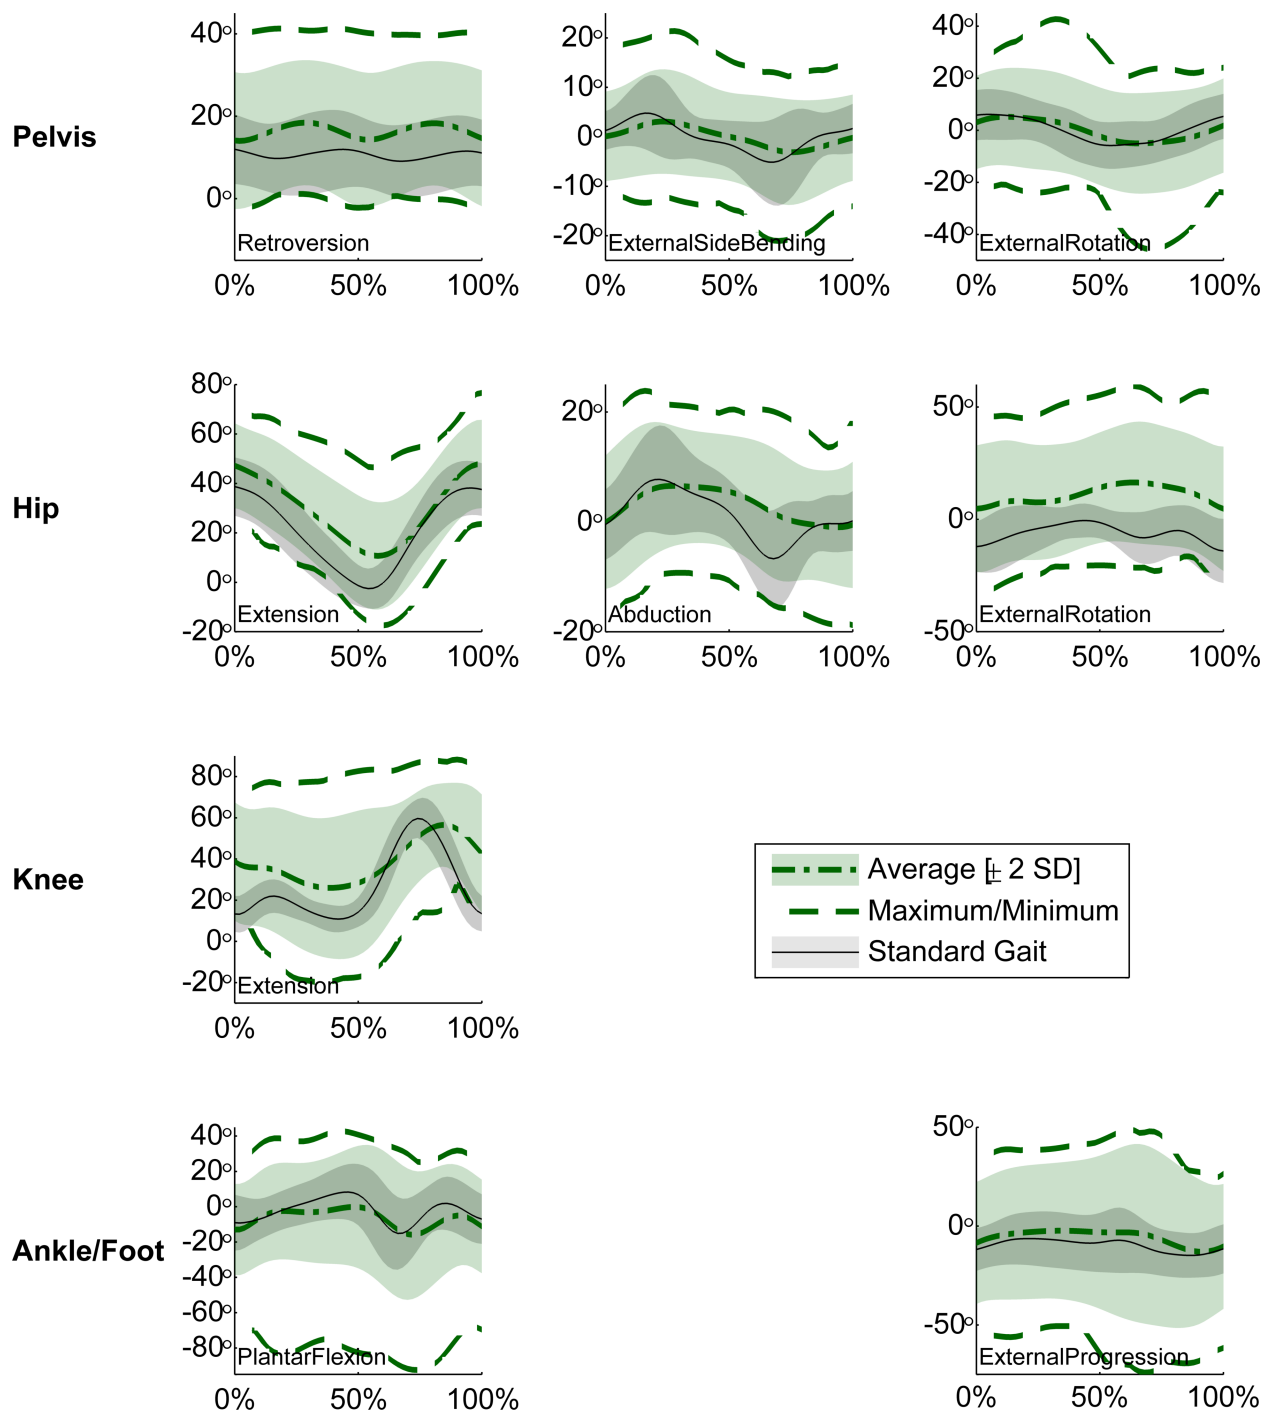 Pelvis
40°
20°
0°
Retroversion
0% 50% 100%
20°
10°
0°
-10°
-20°
ExternalSideBending
0% 50% 100%
40°
20°
0°
-20°
-40°
ExternalRotation
0% 50% 100%
Hip
80°
60°
40°
20°
0°
-20°
Extension
0% 50% 100%
20°
0°
-20°
Abduction
0% 50% 100%
50°
0°
-50°
ExternalRotation
0% 50% 100%
Knee
80°
60°
40°
20°
0°
-20°
Extension
0% 50% 100%
Average [± 2 SD]
Maximum/Minimum
Standard Gait
Ankle/Foot
40°
20°
0°
-20°
-40°
-60°
-80°
PlantarFlexion
0% 50% 100%
50°
0°
-50°
ExternalProgression
0% 50% 100%